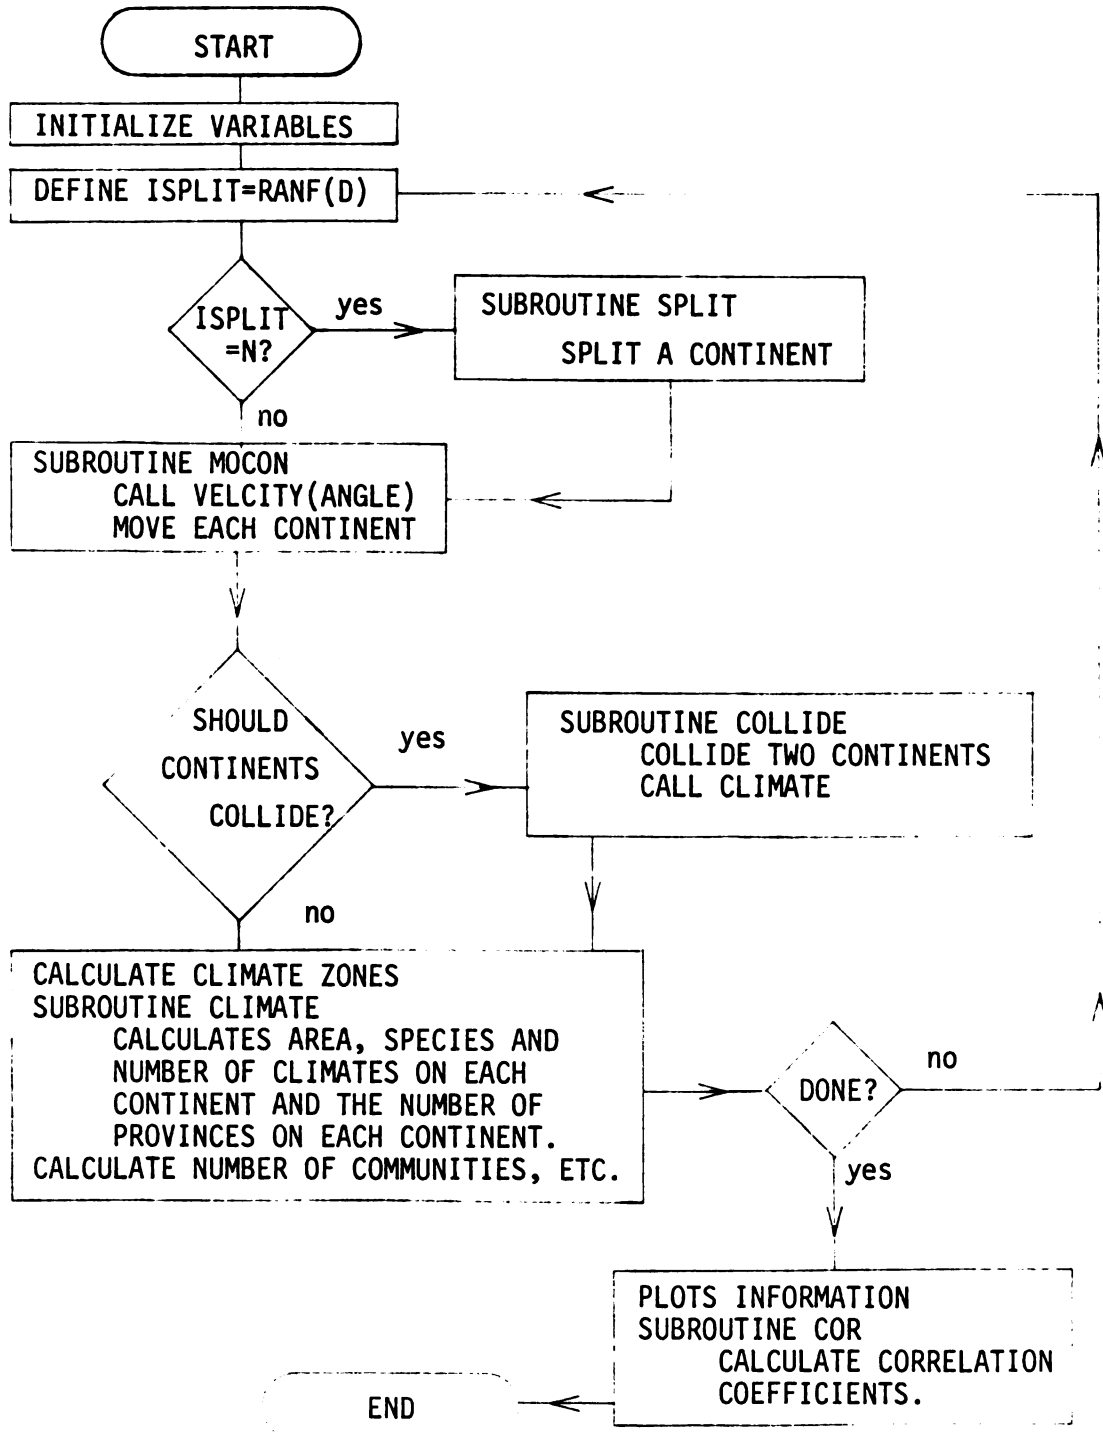 START
INITIALIZE VARIABLES
DEFINE ISPLIT=RANF(D)
ISPLIT
=N?
yes
SUBROUTINE SPLIT
SPLIT A CONTINENT
no
SUBROUTINE MOCON
CALL VELCITY(ANGLE)
MOVE EACH CONTINENT
SHOULD
CONTINENTS
COLLIDE?
yes
SUBROUTINE COLLIDE
COLLIDE TWO CONTINENTS
CALL CLIMATE
no
CALCULATE CLIMATE ZONES
SUBROUTINE CLIMATE
CALCULATES AREA, SPECIES AND
NUMBER OF CLIMATES ON EACH
CONTINENT AND THE NUMBER OF
PROVINCES ON EACH CONTINENT.
CALCULATE NUMBER OF COMMUNITIES, ETC.
DONE?
no
yes
PLOTS INFORMATION
SUBROUTINE COR
CALCULATE CORRELATION
COEFFICIENTS.
END